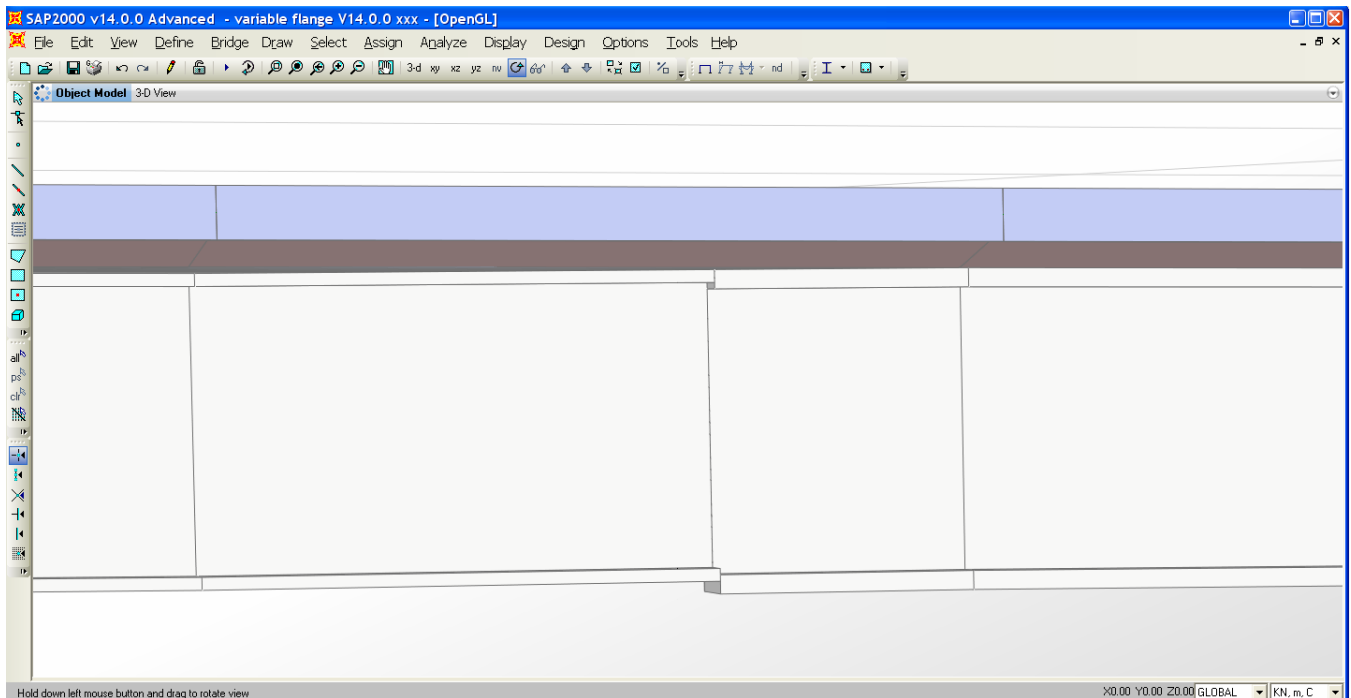 SAP2000 v14.0.0 Advanced - variable flange V14.0.0 xxx - [OpenGL]
File Edit View Define Bridge Draw Select Assign Analyze Display Design Options Tools Help
3-d xy xz yz nv nd
Object Model 3-D View
all
ps
clr
Hold down left mouse button and drag to rotate view
X0.00 Y0.00 Z0.00 GLOBAL KN, m, C